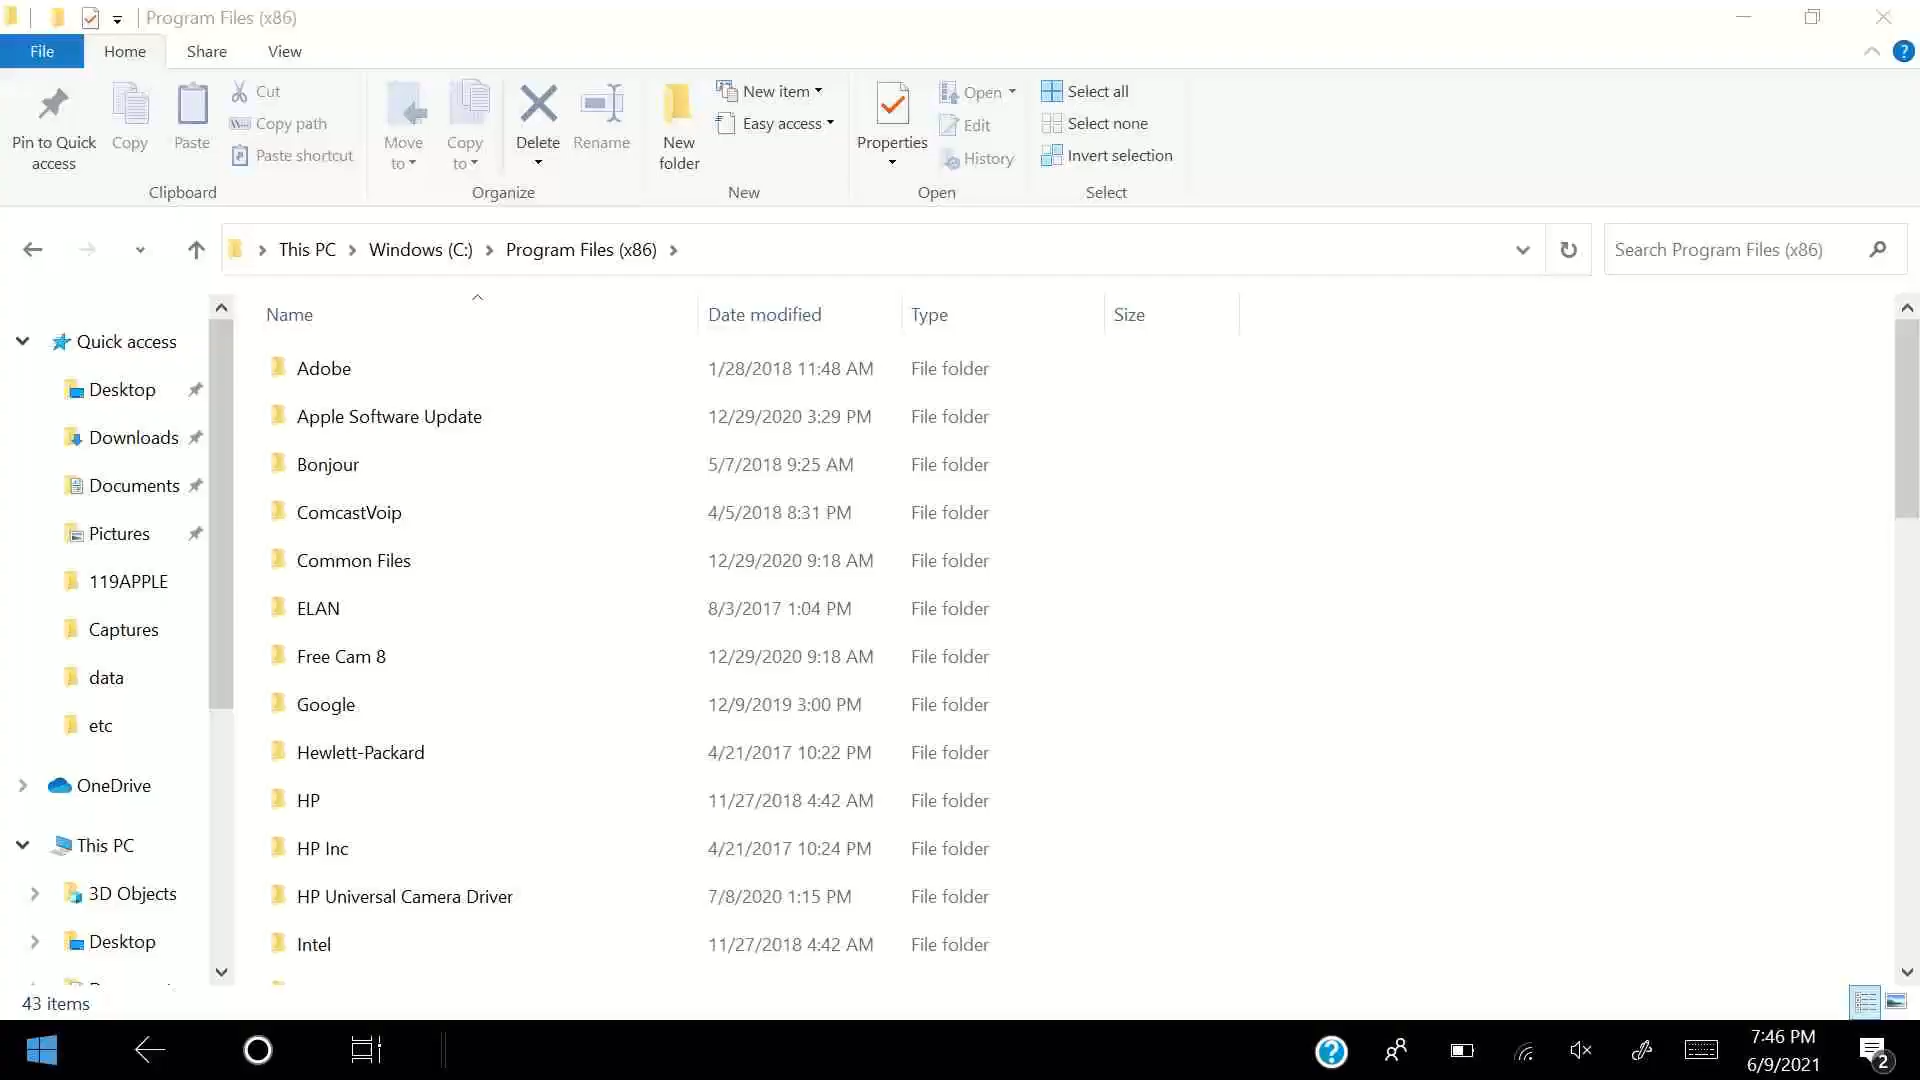 Program Files (x86)
File Home Share View
Pin to Quick access
Copy
Paste
Cut
Copy path
Paste shortcut
Clipboard
Move to
Copy to
Delete
Rename
Organize
New folder
New item
Easy access
New
Properties
Open
Edit
History
Open
Select all
Select none
Invert selection
Select
This PC Windows (C:) Program Files (x86)
Search Program Files (x86)
Quick access
Desktop
Downloads
Documents
Pictures
119APPLE
Captures
data
etc
OneDrive
This PC
3D Objects
Desktop
Name Date modified Type Size
Adobe 1/28/2018 11:48 AM File folder
Apple Software Update 12/29/2020 3:29 PM File folder
Bonjour 5/7/2018 9:25 AM File folder
ComcastVoip 4/5/2018 8:31 PM File folder
Common Files 12/29/2020 9:18 AM File folder
ELAN 8/3/2017 1:04 PM File folder
Free Cam 8 12/29/2020 9:18 AM File folder
Google 12/9/2019 3:00 PM File folder
Hewlett-Packard 4/21/2017 10:22 PM File folder
HP 11/27/2018 4:42 AM File folder
HP Inc 4/21/2017 10:24 PM File folder
HP Universal Camera Driver 7/8/2020 1:15 PM File folder
Intel 11/27/2018 4:42 AM File folder
43 items
7:46 PM
6/9/2021
2